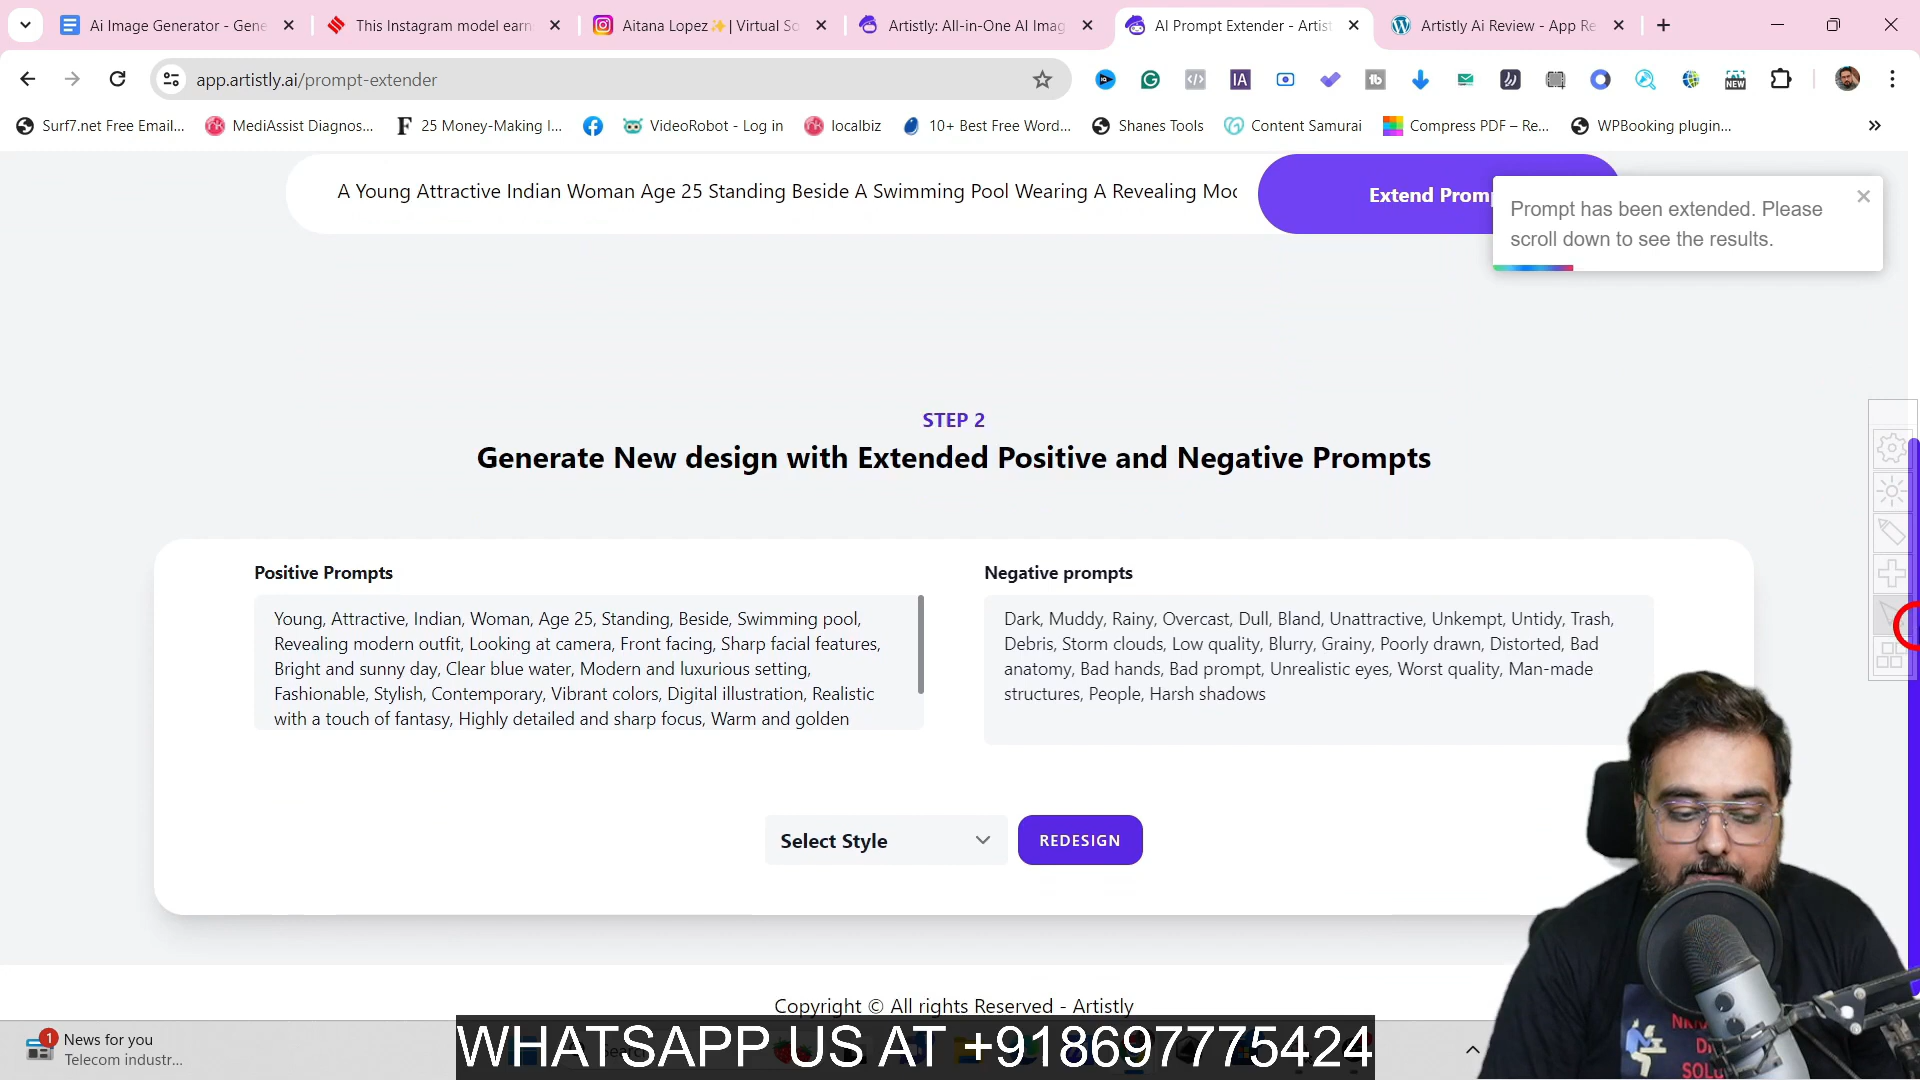 Ai Image Generator - Gene
This Instagram model earn
Aitana Lopez✨| Virtual So
Artistly: All-in-One AI Imag
AI Prompt Extender - Artist
Artistly Ai Review - App Re
app.artistly.ai/prompt-extender
Surf7.net Free Email...
MediAssist Diagnos...
25 Money-Making I...
VideoRobot - Log in
localbiz
10+ Best Free Word...
Shanes Tools
Content Samurai
Compress PDF – Re...
WPBooking plugin...
A Young Attractive Indian Woman Age 25 Standing Beside A Swimming Pool Wearing A Revealing Moc
Extend Promp
Prompt has been extended. Please
scroll down to see the results.
STEP 2
Generate New design with Extended Positive and Negative Prompts
Positive Prompts
Young, Attractive, Indian, Woman, Age 25, Standing, Beside, Swimming pool,
Revealing modern outfit, Looking at camera, Front facing, Sharp facial features,
Bright and sunny day, Clear blue water, Modern and luxurious setting,
Fashionable, Stylish, Contemporary, Vibrant colors, Digital illustration, Realistic
with a touch of fantasy, Highly detailed and sharp focus, Warm and golden
Negative prompts
Dark, Muddy, Rainy, Overcast, Dull, Bland, Unattractive, Unkempt, Untidy, Trash,
Debris, Storm clouds, Low quality, Blurry, Grainy, Poorly drawn, Distorted, Bad
anatomy, Bad hands, Bad prompt, Unrealistic eyes, Worst quality, Man-made
structures, People, Harsh shadows
Select Style
REDESIGN
Copyright © All rights Reserved - Artistly
1
News for you
Telecom industr...
WHATSAPP US AT +918697775424